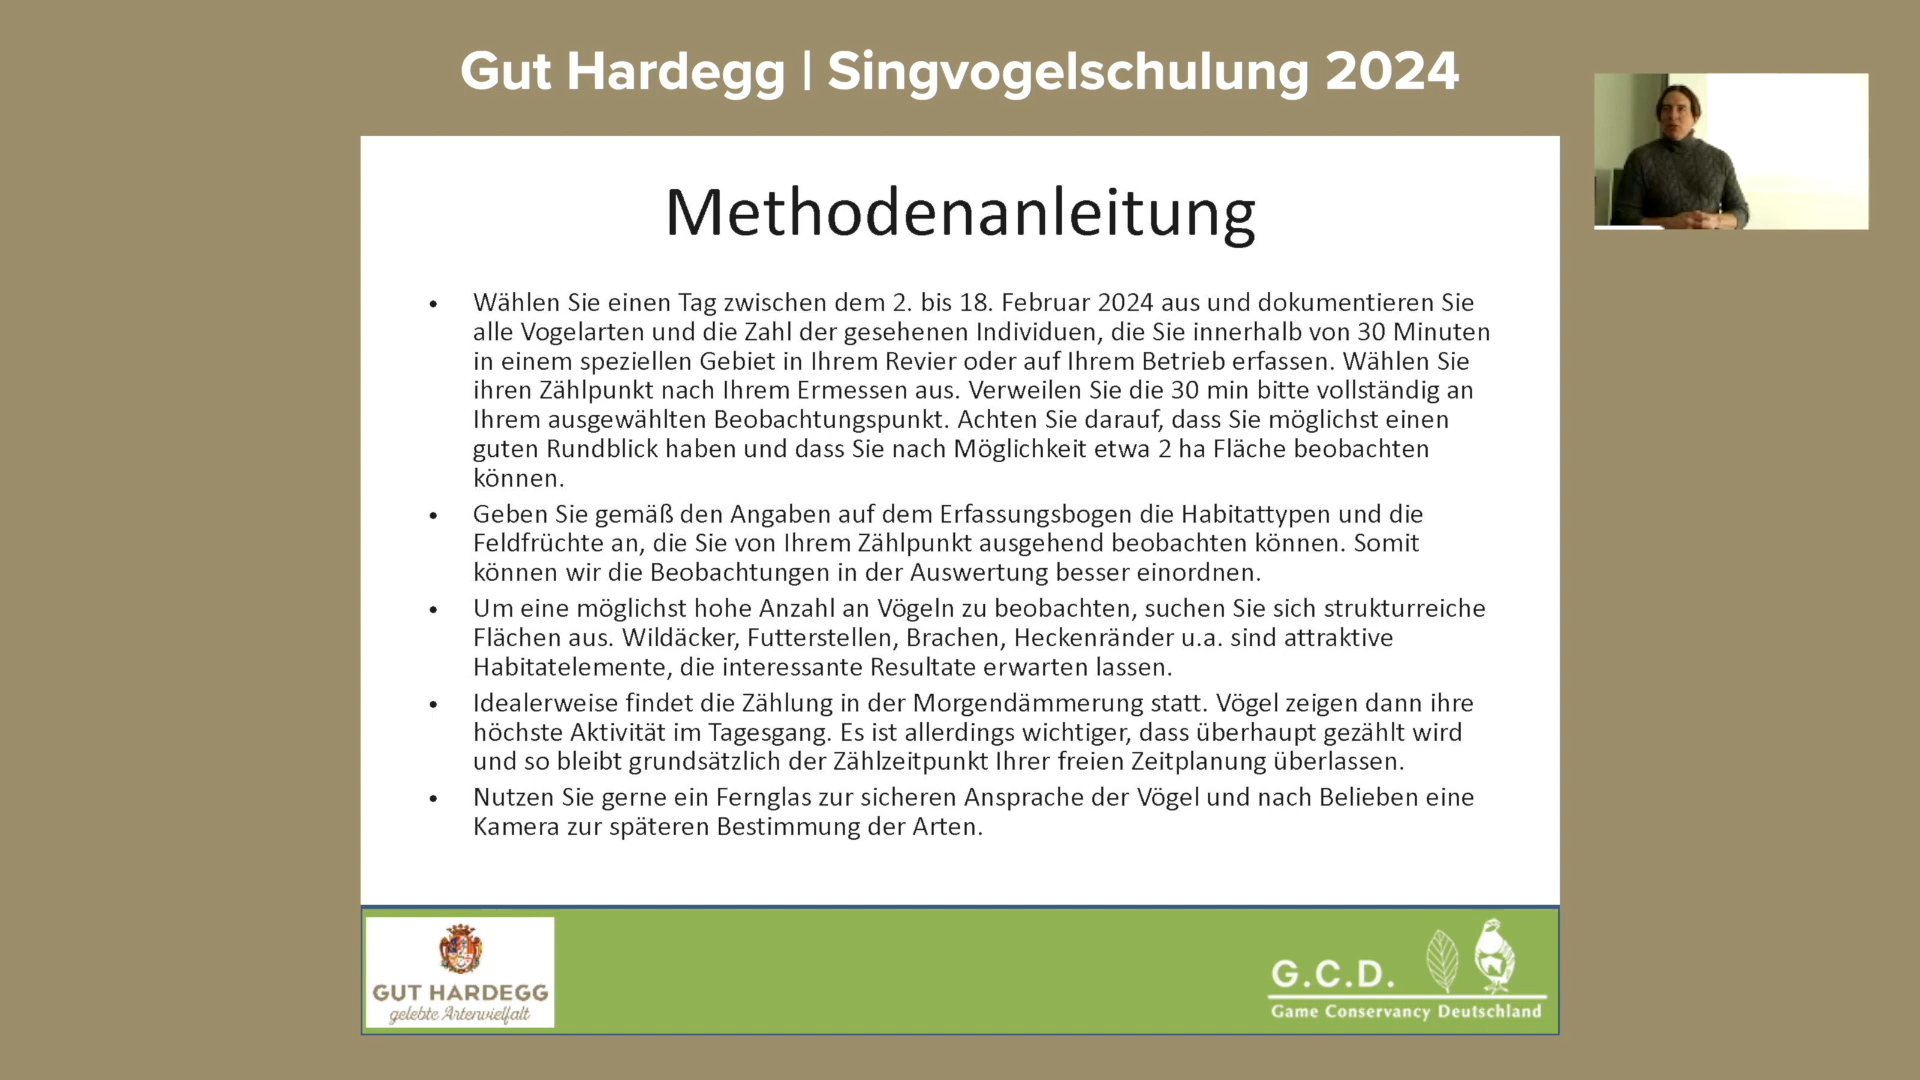 Gut Hardegg | Singvogelschulung 2024
Methodenanleitung
• Wählen Sie einen Tag zwischen dem 2. bis 18. Februar 2024 aus und dokumentieren Sie
alle Vogelarten und die Zahl der gesehenen Individuen, die Sie innerhalb von 30 Minuten
in einem speziellen Gebiet in Ihrem Revier oder auf Ihrem Betrieb erfassen. Wählen Sie
ihren Zählpunkt nach Ihrem Ermessen aus. Verweilen Sie die 30 min bitte vollständig an
Ihrem ausgewählten Beobachtungspunkt. Achten Sie darauf, dass Sie möglichst einen
guten Rundblick haben und dass Sie nach Möglichkeit etwa 2 ha Fläche beobachten
können.
• Geben Sie gemäß den Angaben auf dem Erfassungsbogen die Habitattypen und die
Feldfrüchte an, die Sie von Ihrem Zählpunkt ausgehend beobachten können. Somit
können wir die Beobachtungen in der Auswertung besser einordnen.
• Um eine möglichst hohe Anzahl an Vögeln zu beobachten, suchen Sie sich strukturreiche
Flächen aus. Wildäcker, Futterstellen, Brachen, Heckenränder u.a. sind attraktive
Habitatelemente, die interessante Resultate erwarten lassen.
• Idealerweise findet die Zählung in der Morgendämmerung statt. Vögel zeigen dann ihre
höchste Aktivität im Tagesgang. Es ist allerdings wichtiger, dass überhaupt gezählt wird
und so bleibt grundsätzlich der Zählzeitpunkt Ihrer freien Zeitplanung überlassen.
• Nutzen Sie gerne ein Fernglas zur sicheren Ansprache der Vögel und nach Belieben eine
Kamera zur späteren Bestimmung der Arten.
GUT HARDEGG
gelebte Artenvielfalt
G.C.D.
Game Conservancy Deutschland